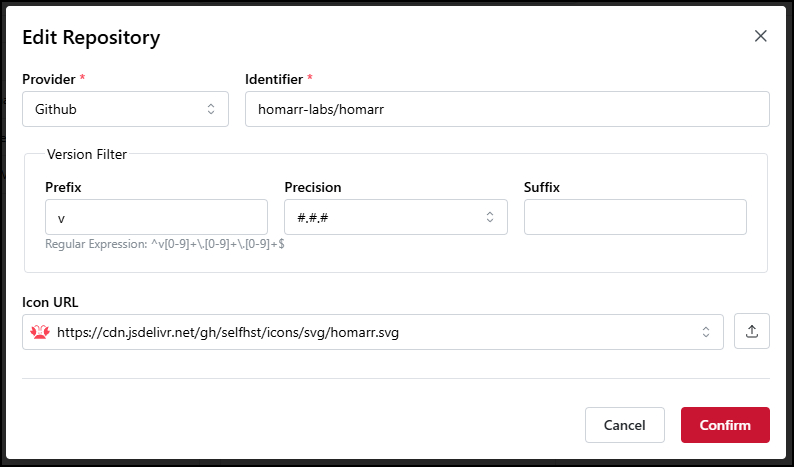 Edit Repository
Provider *
Identifier *
Github
homarr-labs/homarr
Version Filter
Prefix
Precision
Suffix
v
#.#.#
Regular Expression: ^v[0-9]+\.[0-9]+\.[0-9]+$
Icon URL
https://cdn.jsdelivr.net/gh/selfhst/icons/svg/homarr.svg
Cancel
Confirm